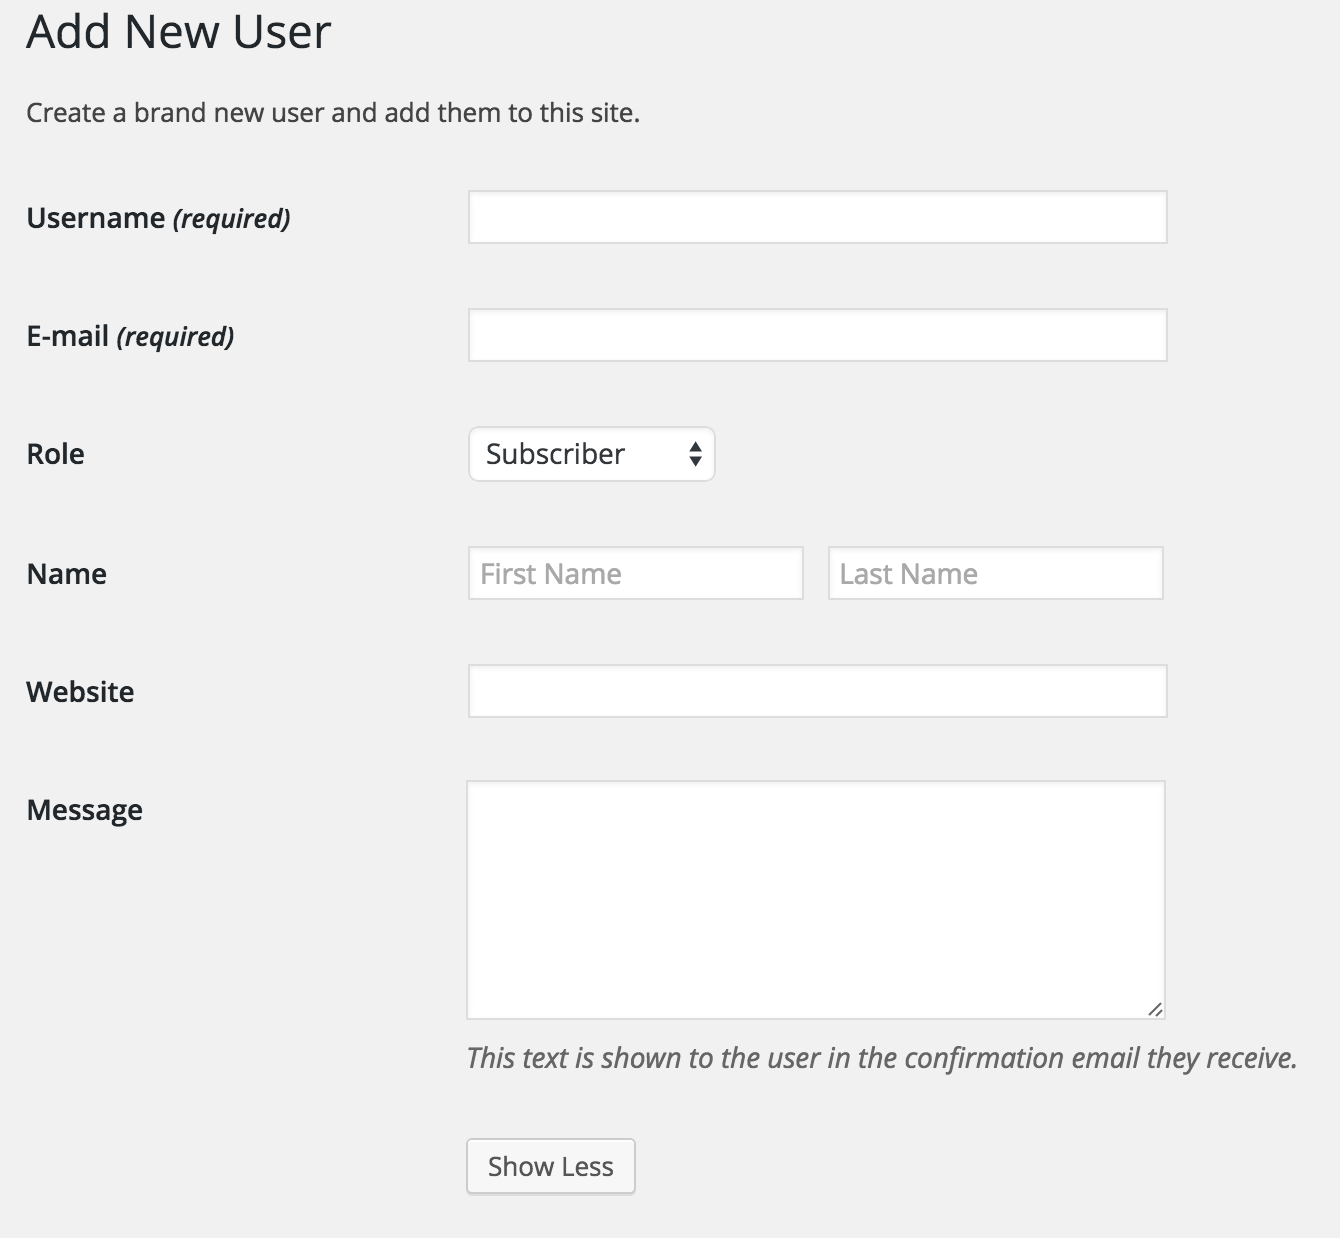 Add New User
Create a brand new user and add them to this site.
Username (required)
E-mail (required)
Role
Subscriber
Name
First Name
Last Name
Website
Message
This text is shown to the user in the confirmation email they receive.
Show Less